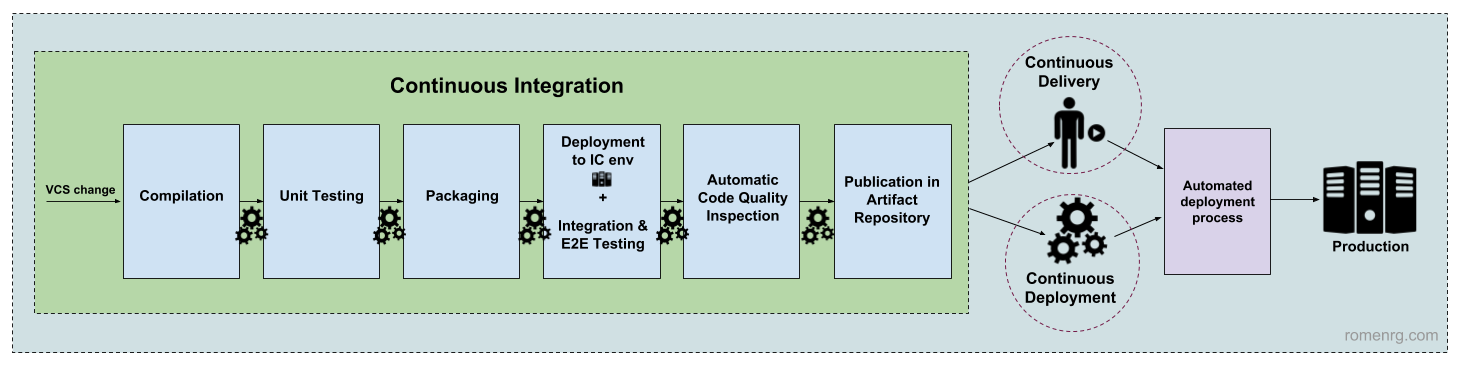 Continuous Integration
VCS change
Compilation
Unit Testing
Packaging
Deployment
to IC env
+
Integration &
E2E Testing
Automatic
Code Quality
Inspection
Publication in
Artifact
Repository
Continuous
Delivery
Continuous
Deployment
Automated
deployment
process
Production
romenrg.com